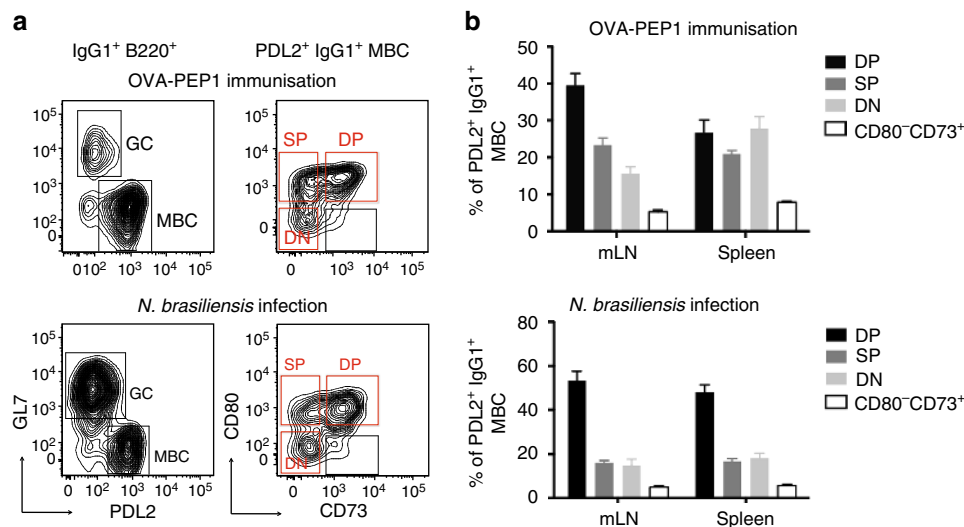 a
IgG1⁺ B220⁺ PDL2⁺ IgG1⁺ MBC
OVA-PEP1 immunisation
10⁵
10⁴
10³
10²
0
GC
MBC
010² 10³ 10⁴ 10⁵
10⁵
10⁴
10³
10²
0
SP DP
DN
0 10³ 10⁴ 10⁵
N. brasiliensis infection
GL7
10⁵
10⁴
10³
10²
0
GC
MBC
0 10² 10³ 10⁴ 10⁵
PDL2
CD80
10⁵
10⁴
10³
10²
0
SP DP
DN
0 10³ 10⁴ 10⁵
CD73
b
OVA-PEP1 immunisation
% of PDL2⁺ IgG1⁺
MBC
50
40
30
20
10
0
mLN Spleen
DP
SP
DN
CD80⁻CD73⁺
N. brasiliensis infection
% of PDL2⁺ IgG1⁺
MBC
80
60
40
20
0
mLN Spleen
DP
SP
DN
CD80⁻CD73⁺